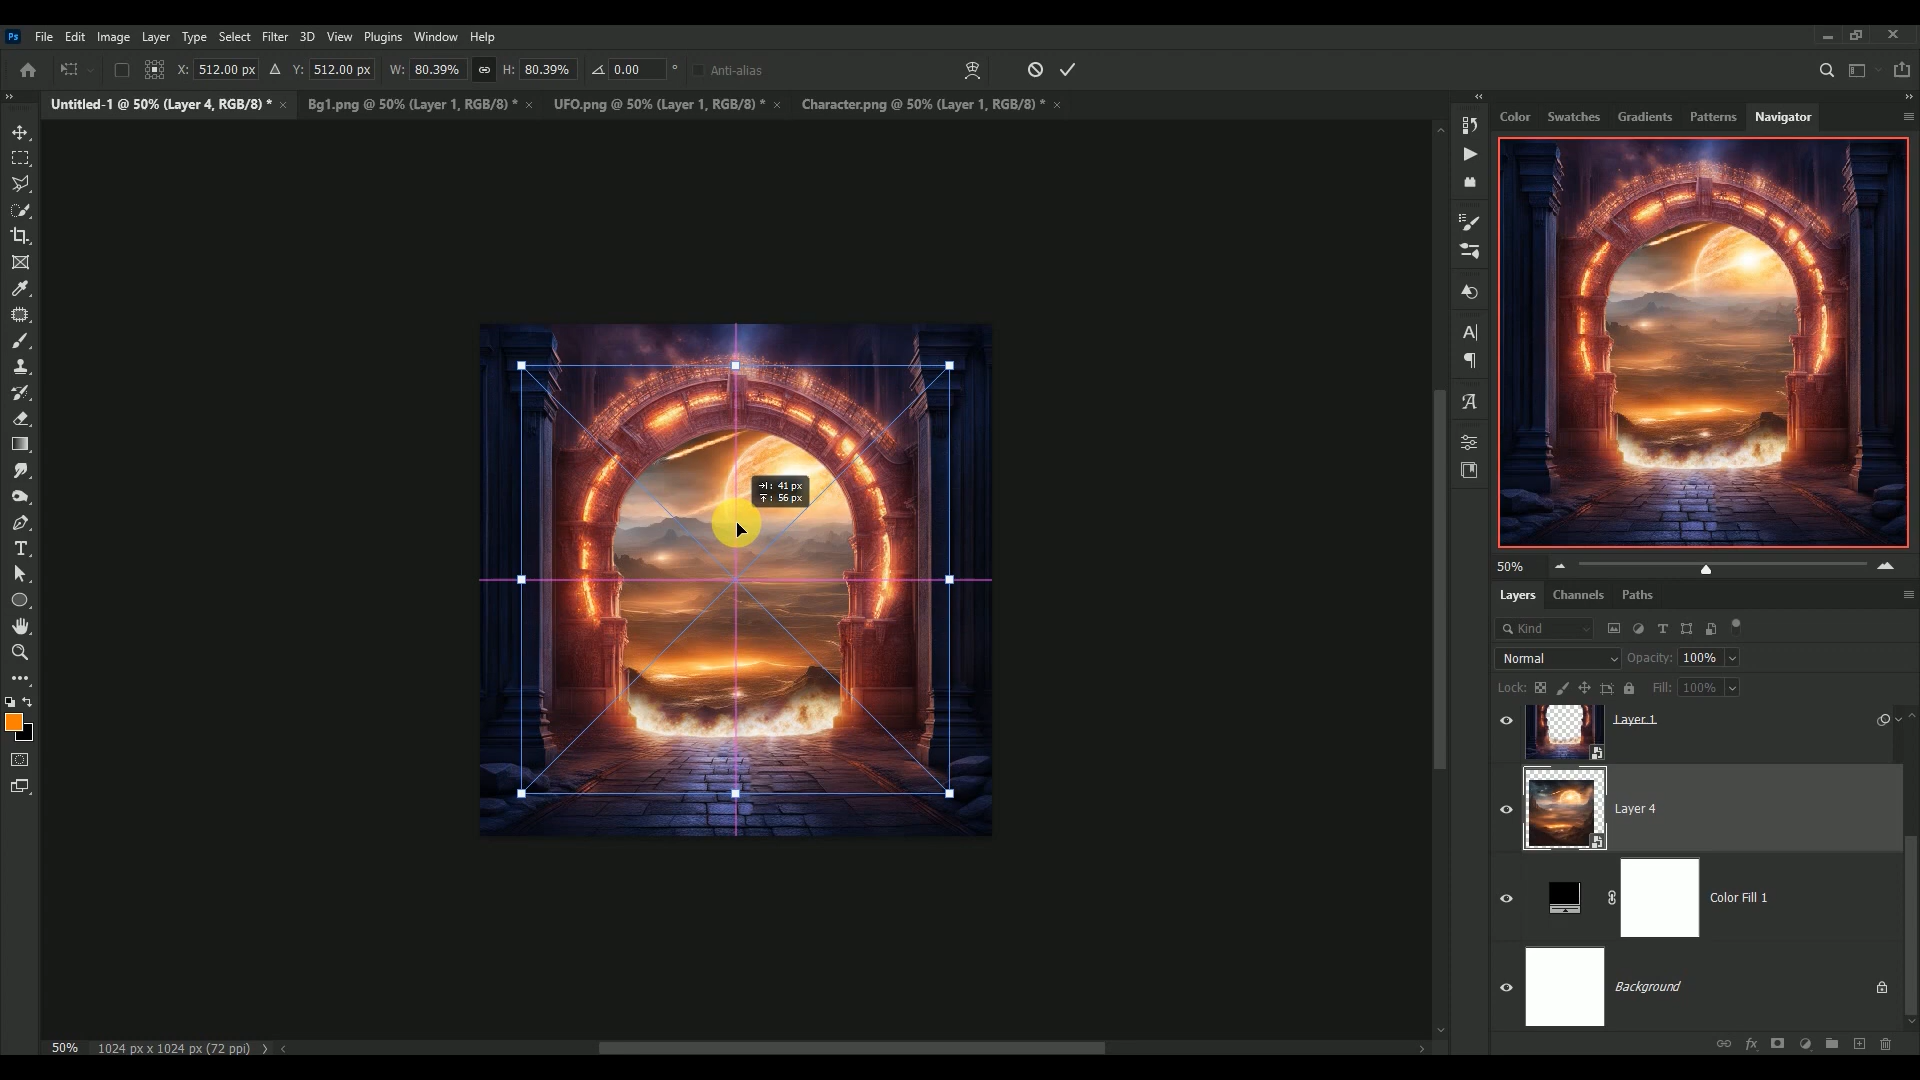 Ps File Edit Image Layer Type Select Filter 3D View Plugins Window Help
X: 512.00 px Y: 512.00 px W: 80.39% H: 80.39% 0.00 ° Anti-alias
Untitled-1 @ 50% (Layer 4, RGB/8) * Bg1.png @ 50% (Layer 1, RGB/8) * UFO.png @ 50% (Layer 1, RGB/8) * Character.png @ 50% (Layer 1, RGB/8) *
Color Swatches Gradients Patterns Navigator
: 41 px
: 56 px
50%
Layers Channels Paths
Kind
Normal Opacity: 100%
Lock: Fill: 100%
Layer 1
Layer 4
Color Fill 1
Background
50% 1024 px x 1024 px (72 ppi)